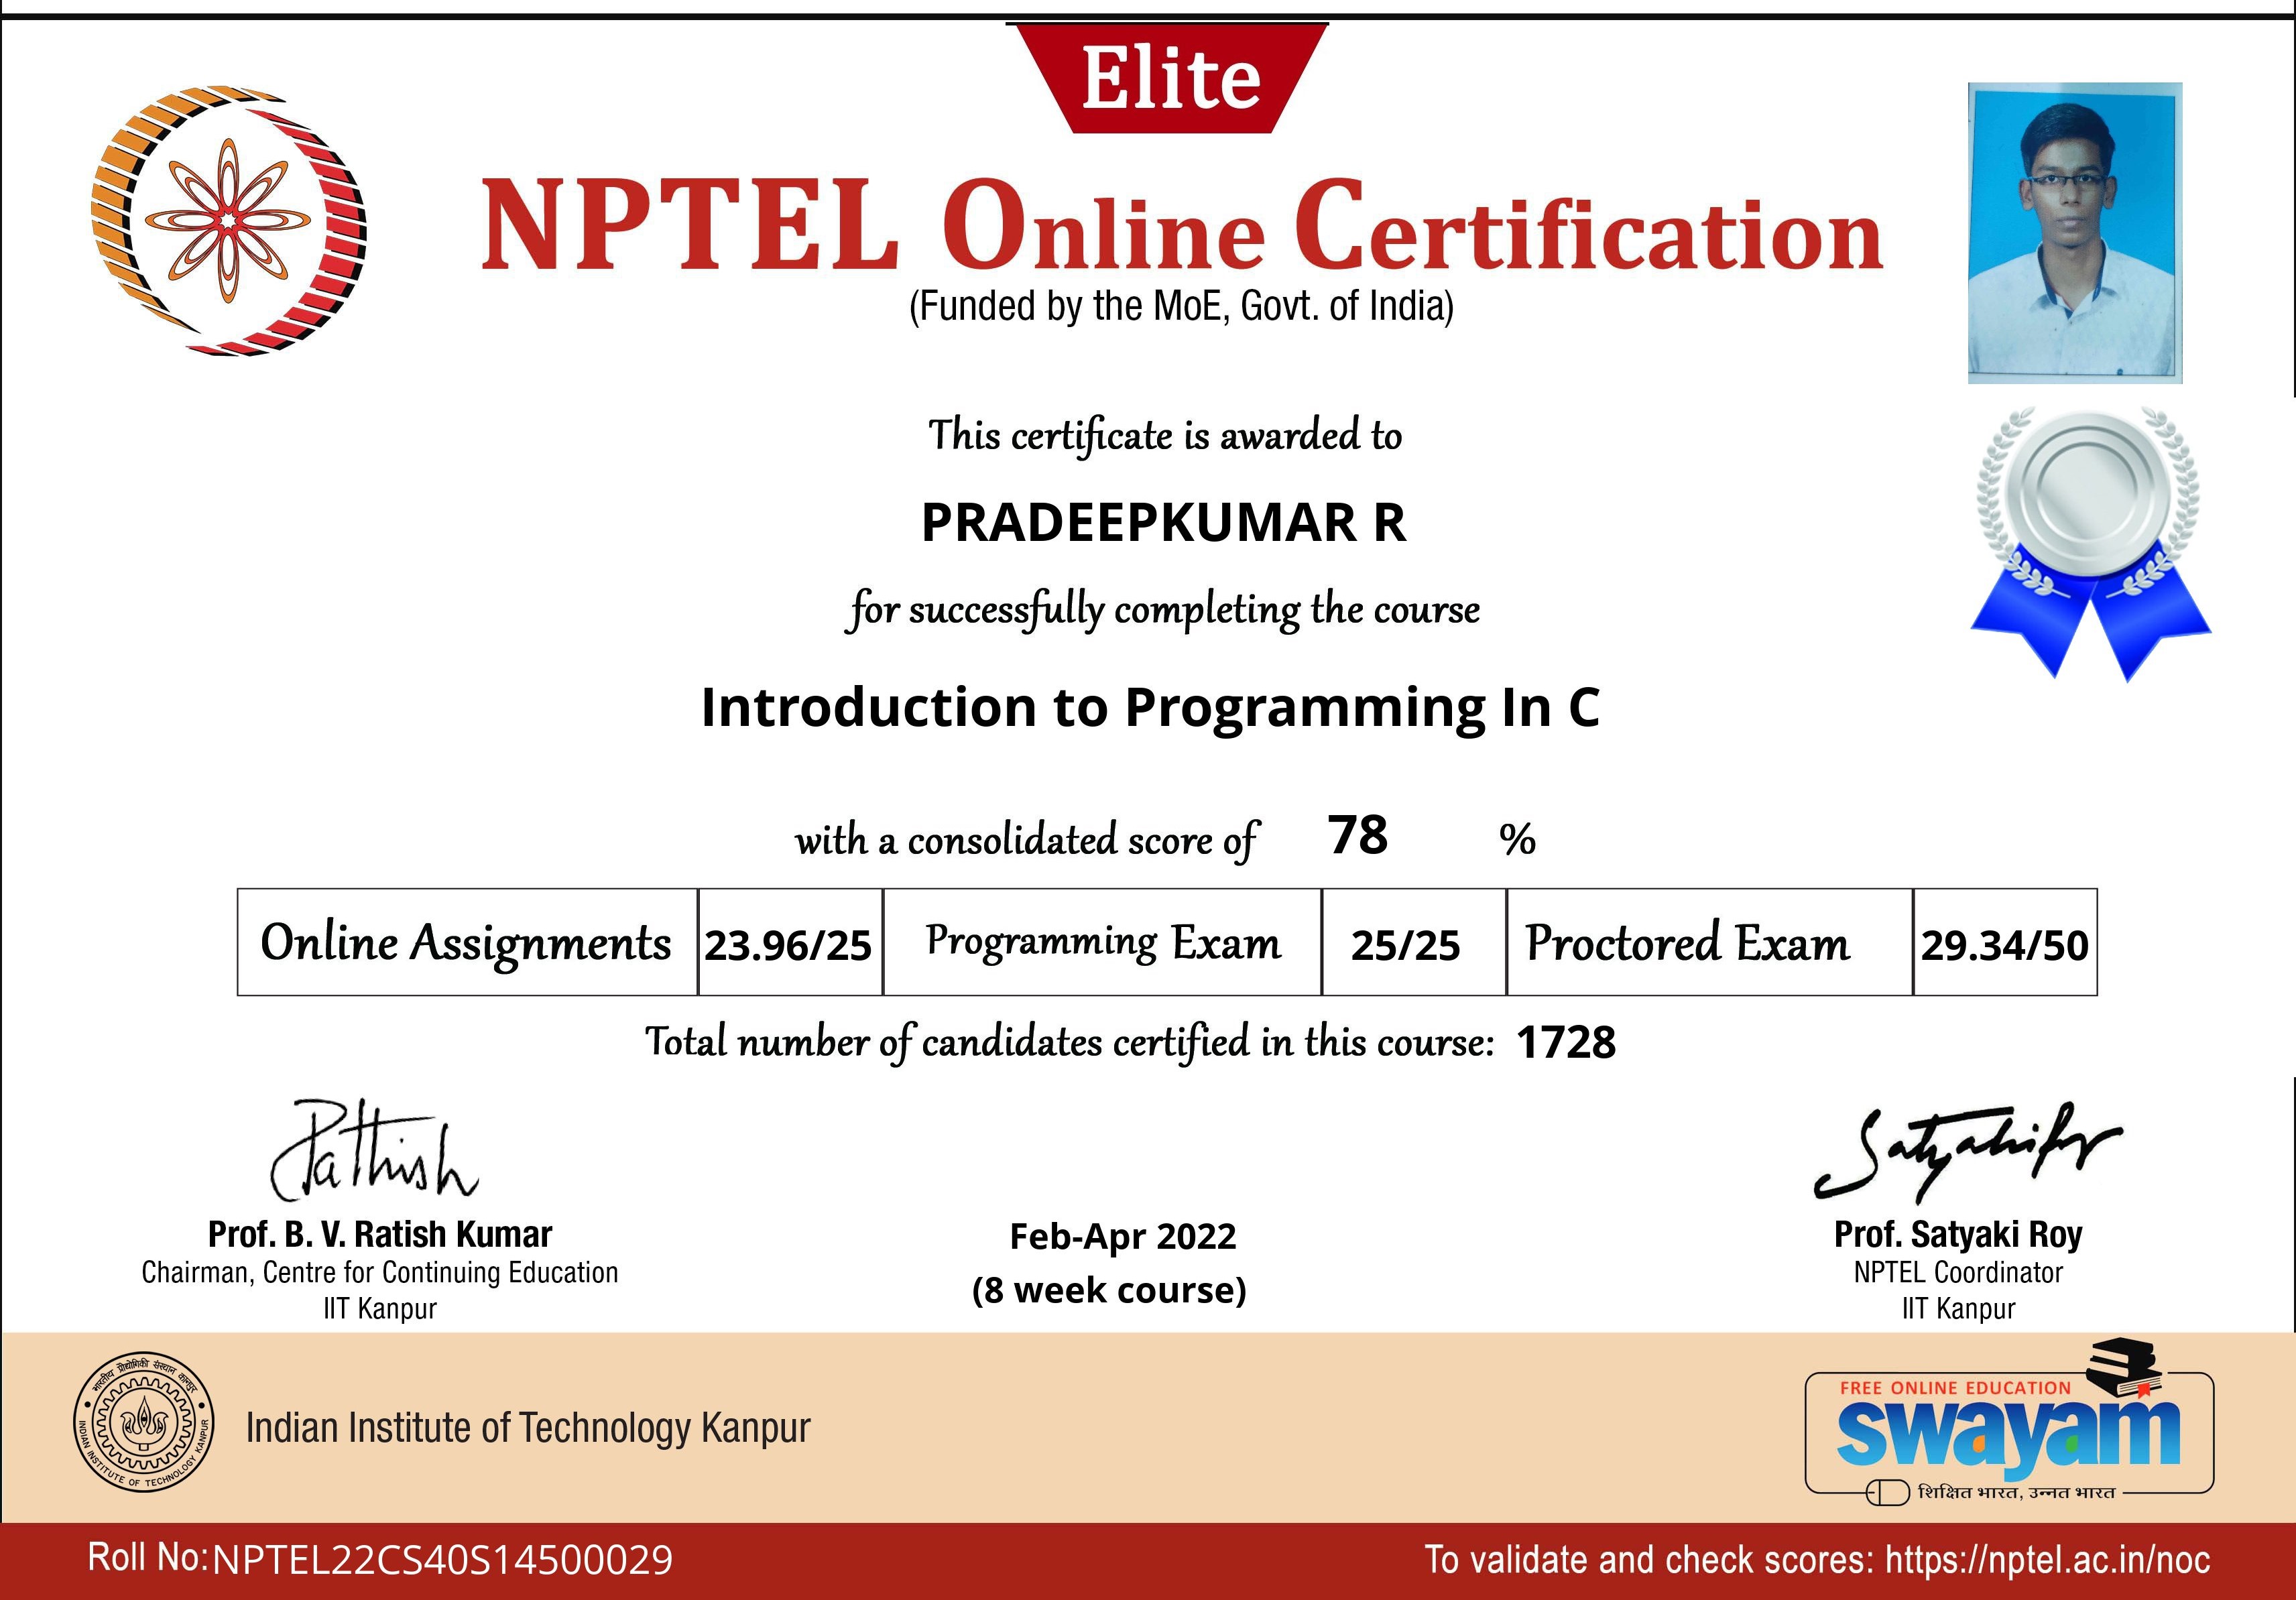 Elite
NPTEL Online Certification
(Funded by the MoE, Govt. of India)
This certificate is awarded to
PRADEEPKUMAR R
for successfully completing the course
Introduction to Programming In C
with a consolidated score of 78 %
Online Assignments 23.96/25 Programming Exam 25/25 Proctored Exam 29.34/50
Total number of candidates certified in this course: 1728
Prof. B. V. Ratish Kumar
Chairman, Centre for Continuing Education
IIT Kanpur
Feb-Apr 2022
(8 week course)
Prof. Satyaki Roy
NPTEL Coordinator
IIT Kanpur
भारतीय प्रौद्योगिकी संस्थान कानपुर
INDIAN INSTITUTE OF TECHNOLOGY KANPUR
Indian Institute of Technology Kanpur
FREE ONLINE EDUCATION
swayam
शिक्षित भारत, उन्नत भारत
Roll No: NPTEL22CS40S14500029
To validate and check scores: https://nptel.ac.in/noc